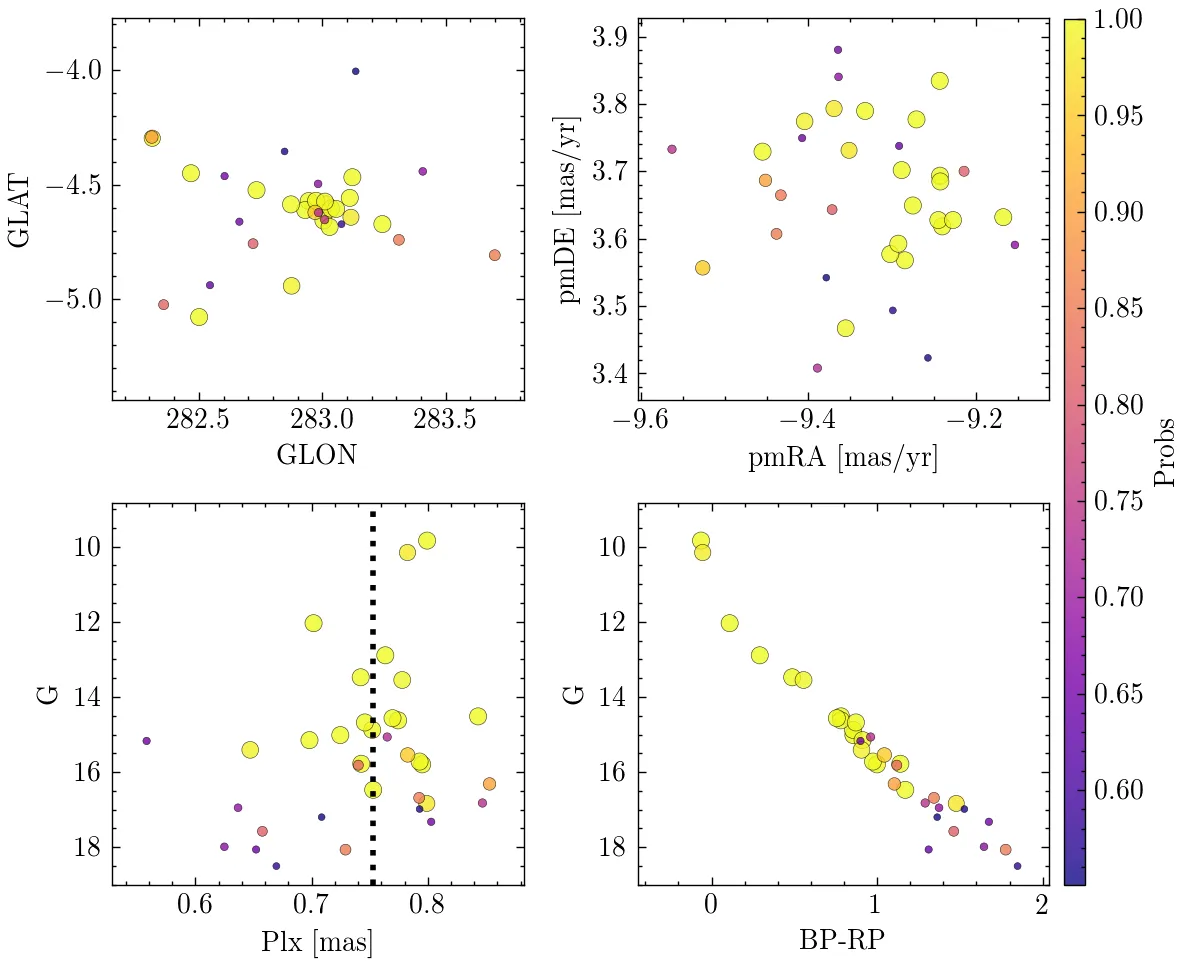 −4.0
−4.5
−5.0
GLAT
282.5 283.0 283.5
GLON
3.9
3.8
3.7
3.6
3.5
3.4
pmDE [mas/yr]
−9.6 −9.4 −9.2
pmRA [mas/yr]
1.00
0.95
0.90
0.85
0.80
0.75
0.70
0.65
0.60
Probs
10
12
14
16
18
G
0.6 0.7 0.8
Plx [mas]
10
12
14
16
18
G
0 1 2
BP-RP